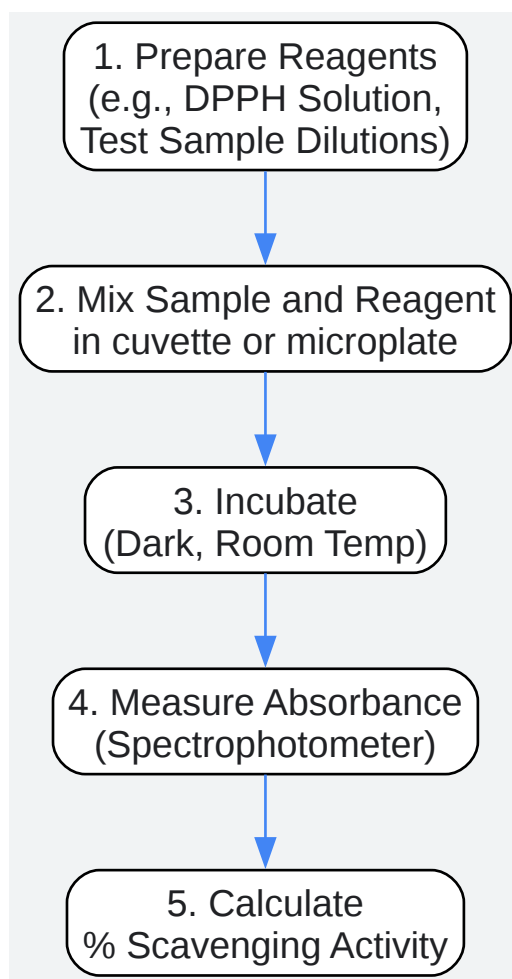 1. Prepare Reagents
(e.g., DPPH Solution,
Test Sample Dilutions)
2. Mix Sample and Reagent
in cuvette or microplate
3. Incubate
(Dark, Room Temp)
4. Measure Absorbance
(Spectrophotometer)
5. Calculate
% Scavenging Activity